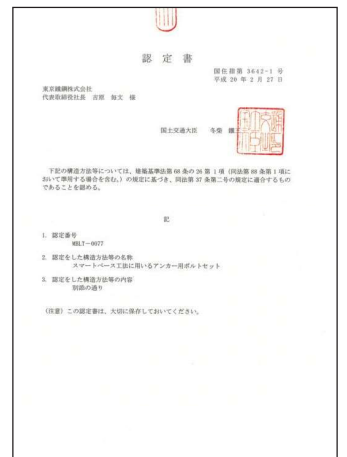 認定書
国住指第 3642-1 号
平成 20 年 2 月 27 日
東京鐵鋼株式会社
代表取締役社長 吉原 毎文 様
国土交通大臣 冬柴 鐵三
下記の構造方法等については、建築基準法第 68 条の 26 第 1 項 (同法第 88 条第 1 項に
おいて準用する場合を含む。) の規定に基づき、同法第 37 条第二号の規定に適合するもの
であることを認める。
記
1. 認定番号
MBLT-0077
2. 認定をした構造方法等の名称
スマートベース工法に用いるアンカー用ボルトセット
3. 認定をした構造方法等の内容
別添の通り
(注意) この認定書は、大切に保存しておいてください。